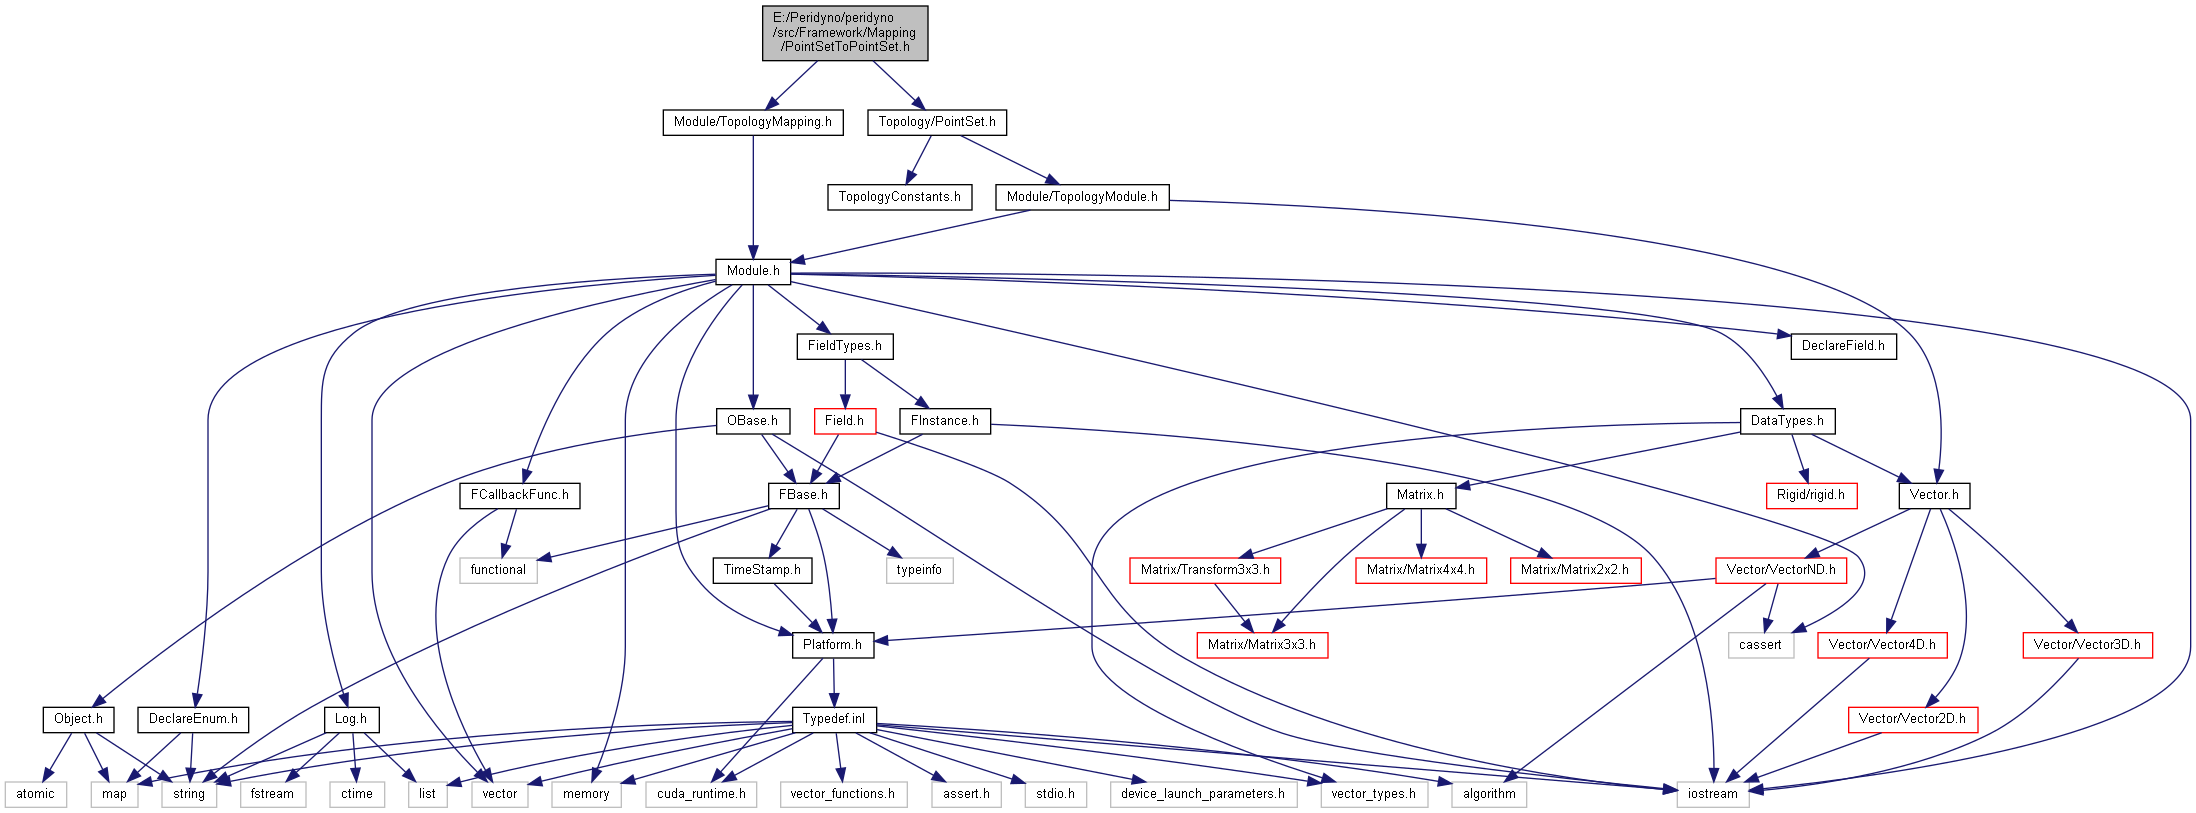 E:/Peridyno/peridyno
/src/Framework/Mapping
/PointSetToPointSet.h
Module/TopologyMapping.h
Topology/PointSet.h
TopologyConstants.h
Module/TopologyModule.h
Module.h
FieldTypes.h
DeclareField.h
OBase.h
Field.h
FInstance.h
DataTypes.h
FCallbackFunc.h
FBase.h
Matrix.h
Rigid/rigid.h
Vector.h
functional
TimeStamp.h
typeinfo
Matrix/Transform3x3.h
Matrix/Matrix4x4.h
Matrix/Matrix2x2.h
Vector/VectorND.h
Platform.h
Matrix/Matrix3x3.h
cassert
Vector/Vector4D.h
Vector/Vector3D.h
Object.h
DeclareEnum.h
Log.h
Typedef.inl
Vector/Vector2D.h
atomic
map
string
fstream
ctime
list
vector
memory
cuda_runtime.h
vector_functions.h
assert.h
stdio.h
device_launch_parameters.h
vector_types.h
algorithm
iostream